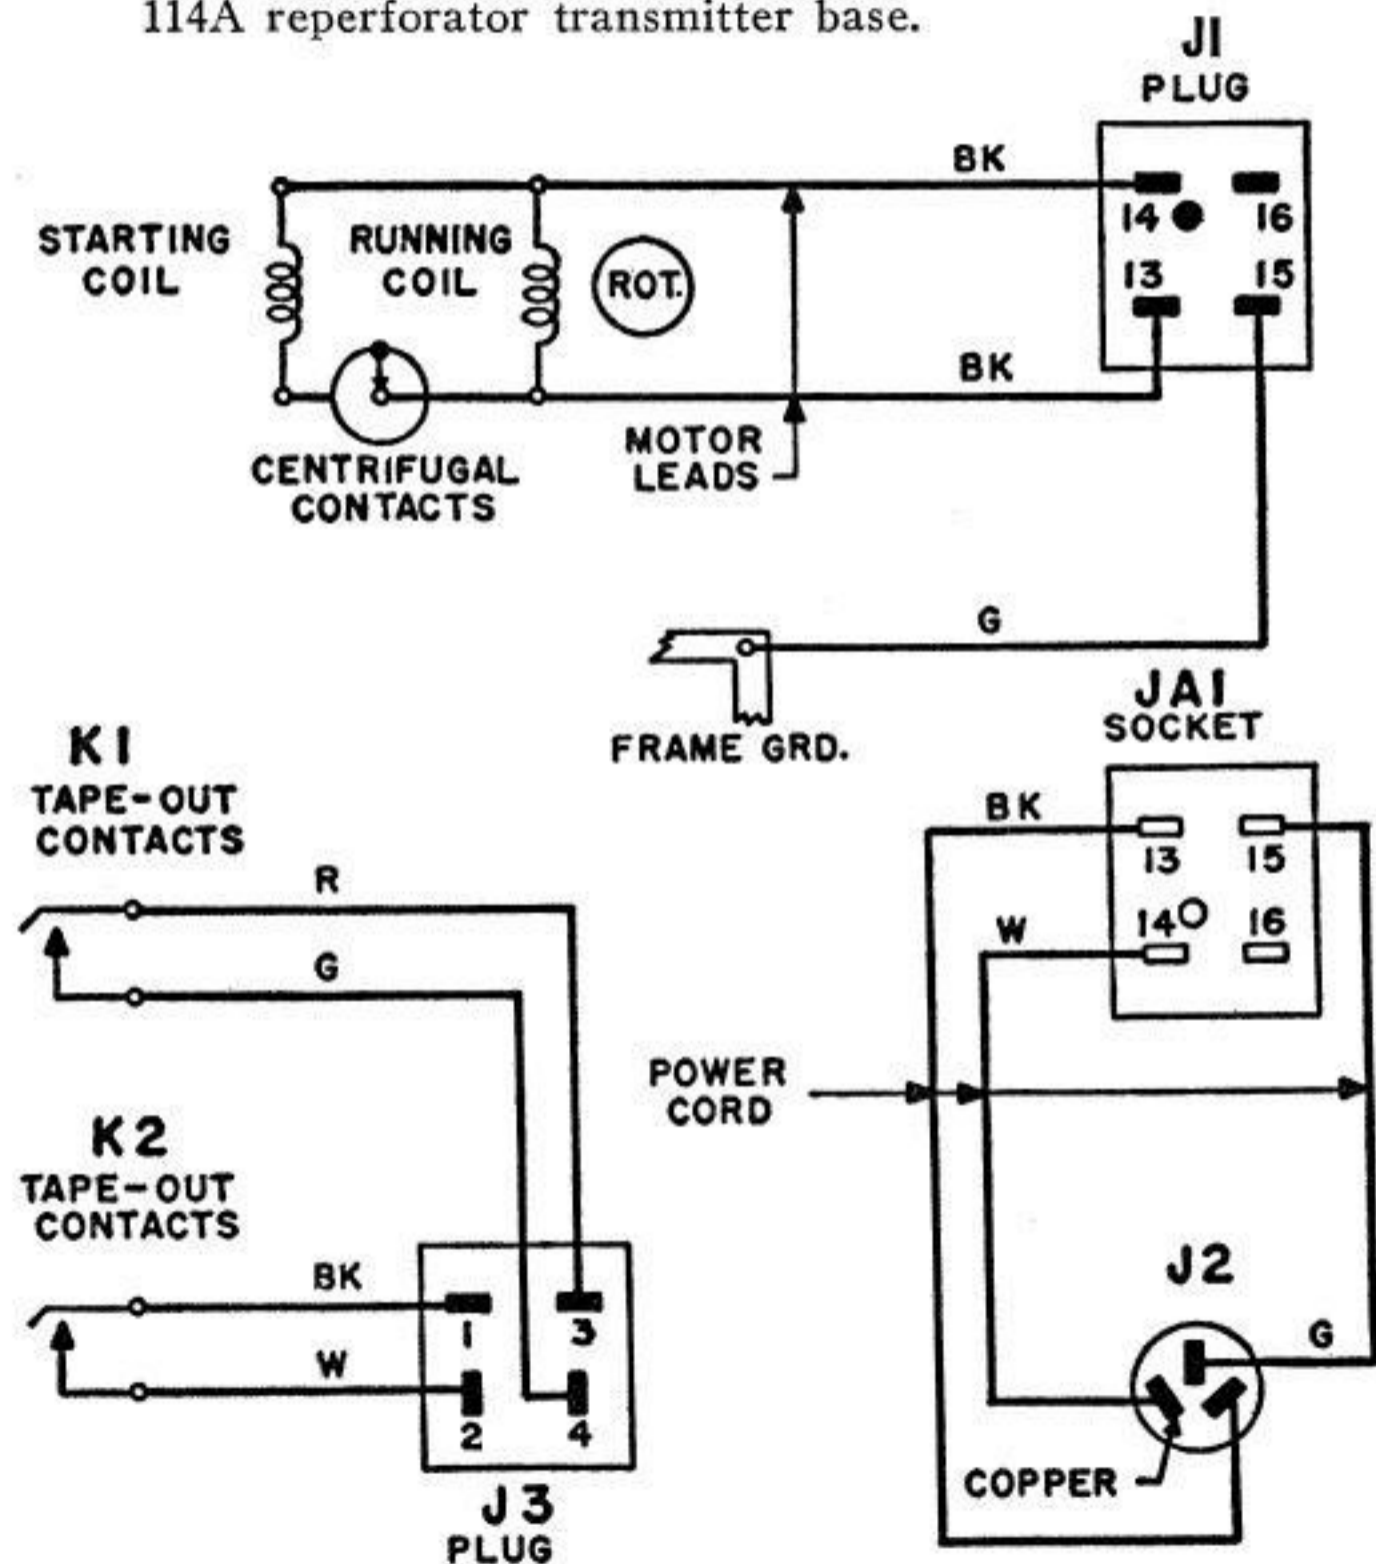 114A reperforator transmitter base.
J1
PLUG
BK
14 16
13 15
STARTING
COIL
RUNNING
COIL
ROT.
BK
MOTOR
LEADS
CENTRIFUGAL
CONTACTS
G
FRAME GRD.
JA1
SOCKET
BK
13 15
14 16
W
K1
TAPE-OUT
CONTACTS
R
G
POWER
CORD
K2
TAPE-OUT
CONTACTS
BK
W
1 3
2 4
J3
PLUG
J2
G
COPPER